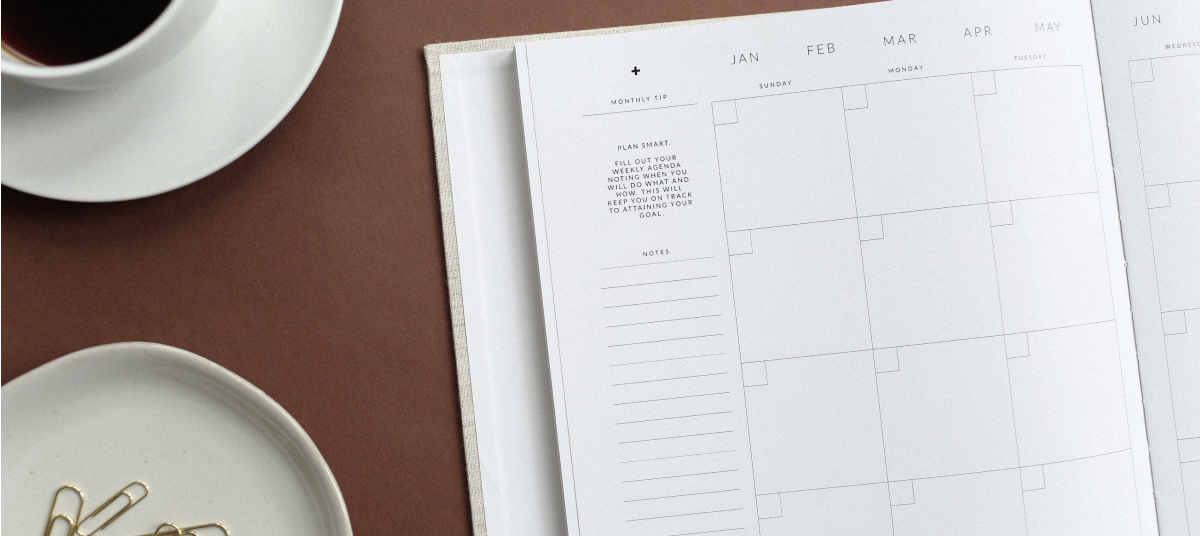 JAN FEB MAR APR MAY JUN
SUNDAY MONDAY TUESDAY
MONTHLY TIP
PLAN SMART.
FILL OUT YOUR
WEEKLY AGENDA
NOTING WHEN YOU
WILL DO WHAT AND
HOW. THIS WILL
KEEP YOU ON TRACK
TO ATTAINING YOUR
GOAL.
NOTES